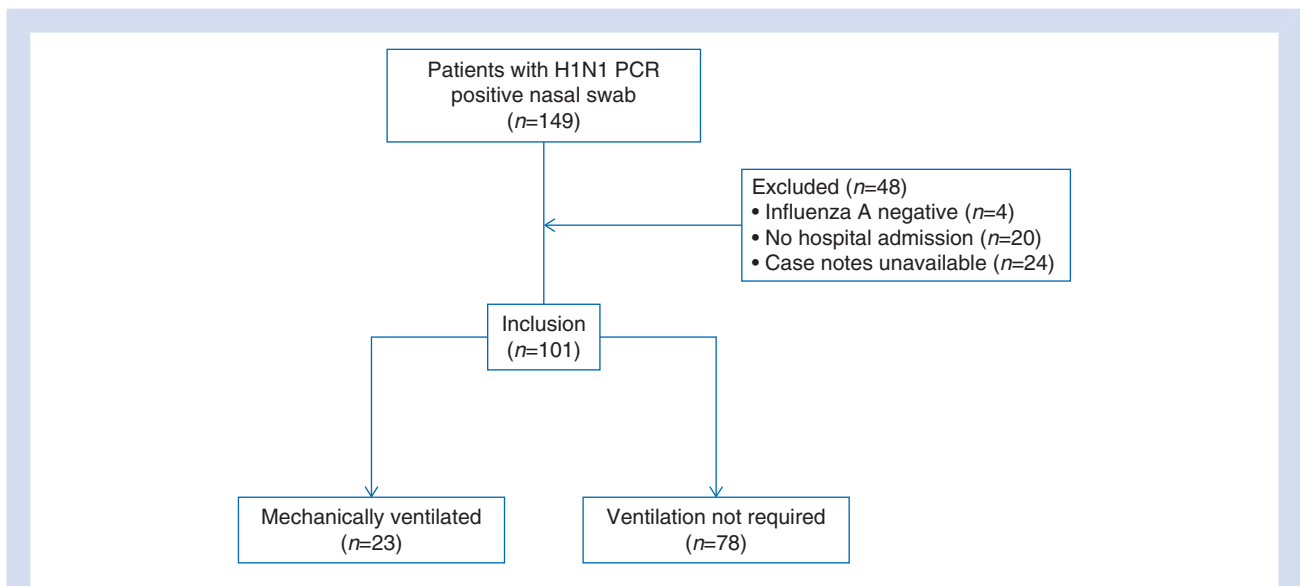 Patients with H1N1 PCR
positive nasal swab
(n=149)
Excluded (n=48)
• Influenza A negative (n=4)
• No hospital admission (n=20)
• Case notes unavailable (n=24)
Inclusion
(n=101)
Mechanically ventilated
(n=23)
Ventilation not required
(n=78)